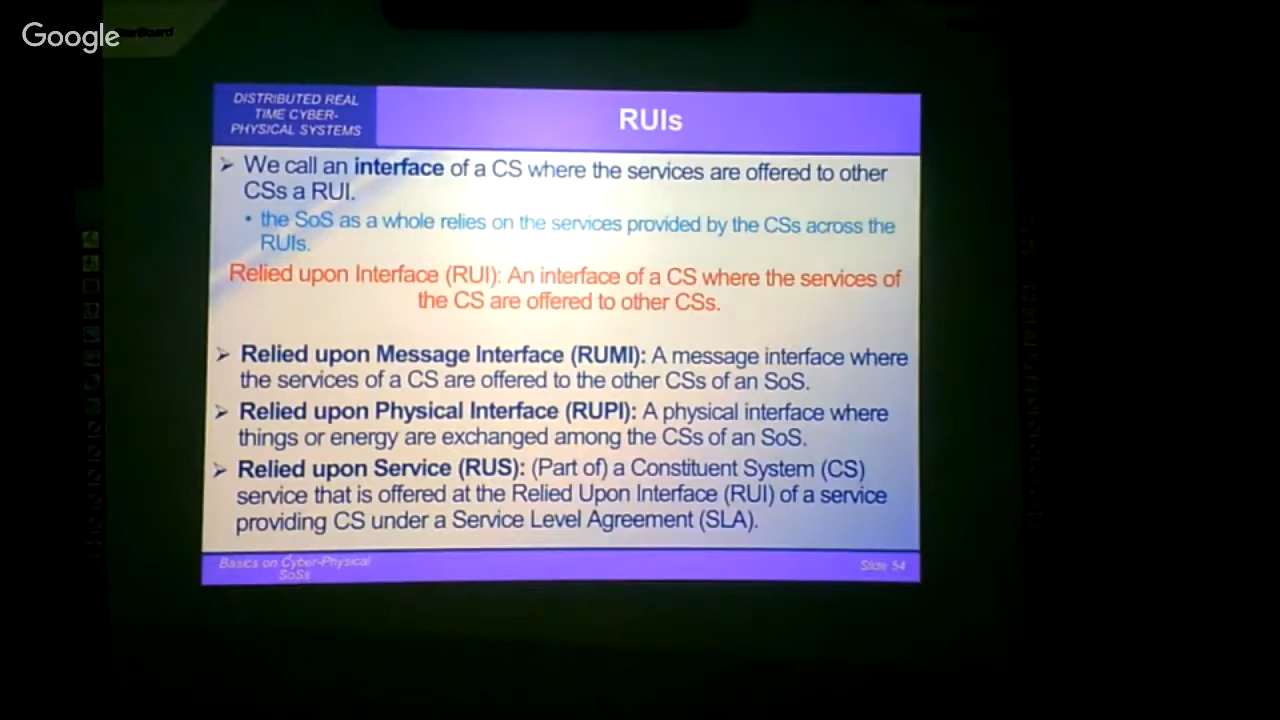 Google
DISTRIBUTED REAL
TIME CYBER-
PHYSICAL SYSTEMS
RUIs
➢ We call an interface of a CS where the services are offered to other
CSs a RUI.
• the SoS as a whole relies on the services provided by the CSs across the
RUIs.
Relied upon Interface (RUI): An interface of a CS where the services of
the CS are offered to other CSs.
➢ Relied upon Message Interface (RUMI): A message interface where
the services of a CS are offered to the other CSs of an SoS.
➢ Relied upon Physical Interface (RUPI): A physical interface where
things or energy are exchanged among the CSs of an SoS.
➢ Relied upon Service (RUS): (Part of) a Constituent System (CS)
service that is offered at the Relied Upon Interface (RUI) of a service
providing CS under a Service Level Agreement (SLA).
Basics on Cyber-Physical
SoSs
Slide 54